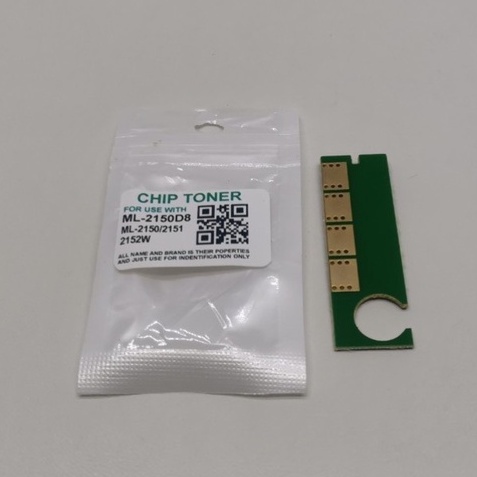 CHIP TONER
FOR USE WITH
ML-2150D8
ML-2150/2151
2152W
ALL NAME AND BRAND IS THEIR POPERTIES
AND JUST USE FOR INDENTIFICATION ONLY